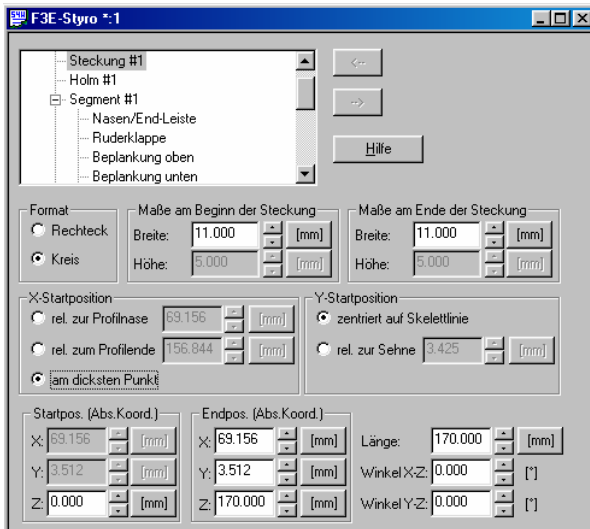 F3E-Styro *:1
Steckung #1
Holm #1
Segment #1
Nasen/End-Leiste
Ruderklappe
Beplankung oben
Beplankung unten
<--
-->
Hilfe
Format
Rechteck
Kreis
Maße am Beginn der Steckung
Breite: 11.000 [mm]
Höhe: 5.000 [mm]
Maße am Ende der Steckung
Breite: 11.000 [mm]
Höhe: 5.000 [mm]
X-Startposition
rel. zur Profilnase 69.156 [mm]
rel. zum Profilende 156.844 [mm]
am dicksten Punkt
Y-Startposition
zentriert auf Skelettlinie
rel. zur Sehne 3.425 [mm]
Startpos. (Abs.Koord.)
X: 69.156 [mm]
Y: 3.512 [mm]
Z: 0.000 [mm]
Endpos. (Abs.Koord.)
X: 69.156 [mm]
Y: 3.512 [mm]
Z: 170.000 [mm]
Länge: 170.000 [mm]
Winkel X-Z: 0.000 [°]
Winkel Y-Z: 0.000 [°]